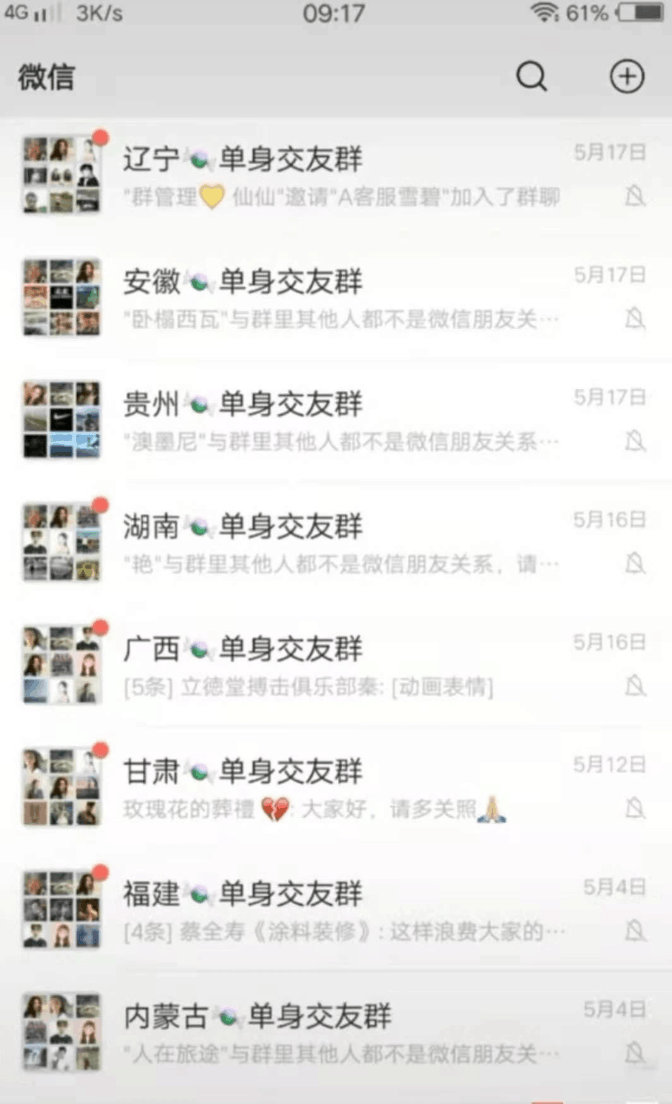 4G 3K/s 09:17 61%
微信
辽宁🍬单身交友群 5月17日
"群管理💛 仙仙"邀请"A客服雪碧"加入了群聊
安徽🍬单身交友群 5月17日
"卧榻西瓦"与群里其他人都不是微信朋友关…
贵州🍬单身交友群 5月17日
"澳墨尼"与群里其他人都不是微信朋友关系…
湖南🍬单身交友群 5月16日
"艳"与群里其他人都不是微信朋友关系，请…
广西🍬单身交友群 5月16日
[5条] 立德堂搏击俱乐部秦: [动画表情]
甘肃🍬单身交友群 5月12日
玫瑰花的葬禮💔: 大家好，请多关照🙏🏼
福建🍬单身交友群 5月4日
[4条] 蔡全寿《涂料装修》: 这样浪费大家的…
内蒙古🍬单身交友群 5月4日
"人在旅途"与群里其他人都不是微信朋友关…